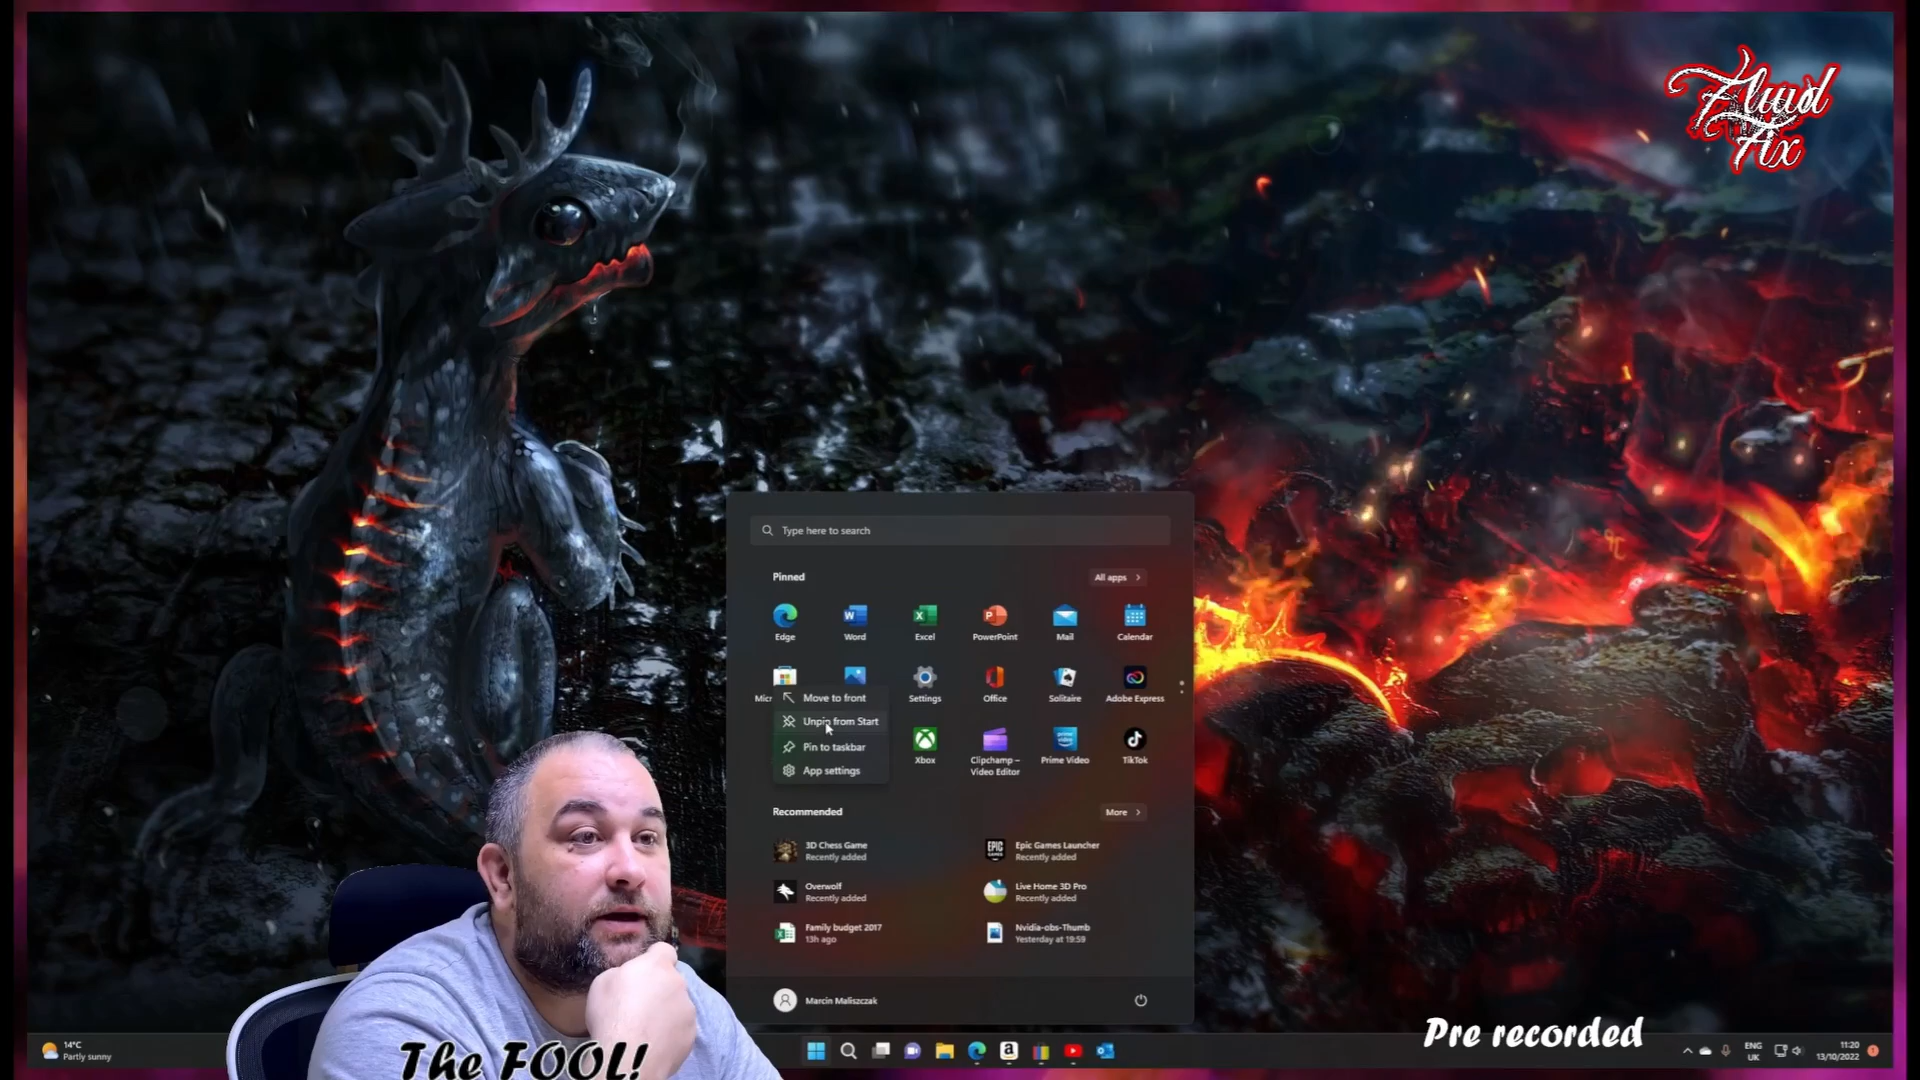 Fluid
Ax
Type here to search
Pinned
All apps
Edge
Word
Excel
PowerPoint
Mail
Calendar
Micr
Settings
Office
Solitaire
Adobe Express
Move to front
Unpin from Start
Pin to taskbar
App settings
Xbox
Clipchamp –
Video Editor
Prime Video
TikTok
Recommended
More
3D Chess Game
Recently added
EPIC
GAMES
Epic Games Launcher
Recently added
Overwolf
Recently added
Live Home 3D Pro
Recently added
Family budget 2017
13h ago
Nvidia-obs-Thumb
Yesterday at 19:59
Marcin Maliszczak
Pre recorded
The FOOL!
14°C
Partly sunny
ENG
UK
11:20
13/10/2022